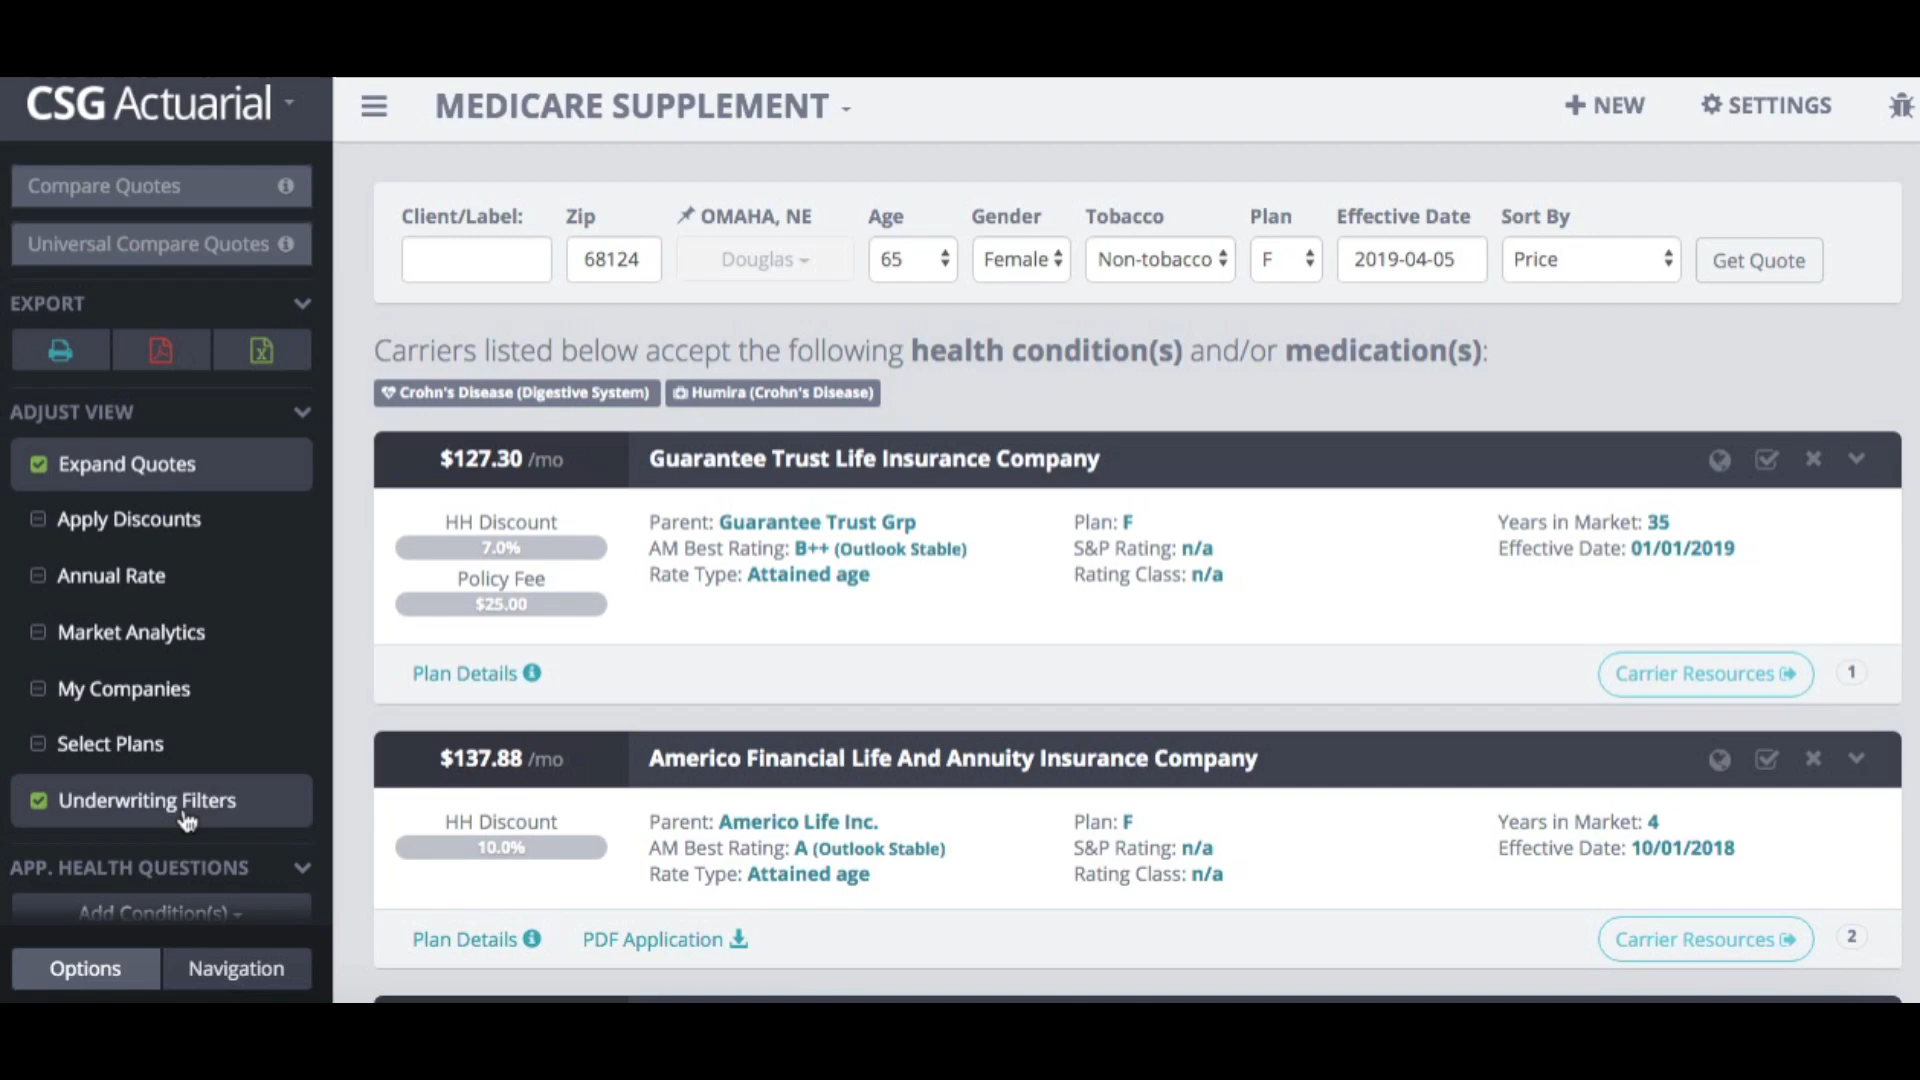 CSG Actuarial
MEDICARE SUPPLEMENT
NEW
SETTINGS
Compare Quotes
Universal Compare Quotes
EXPORT
ADJUST VIEW
Expand Quotes
Apply Discounts
Annual Rate
Market Analytics
My Companies
Select Plans
Underwriting Filters
APP. HEALTH QUESTIONS
Add Condition(s)
Options
Navigation
Client/Label: Zip OMAHA, NE Age Gender Tobacco Plan Effective Date Sort By
68124 Douglas 65 Female Non-tobacco F 2019-04-05 Price Get Quote
Carriers listed below accept the following health condition(s) and/or medication(s):
Crohn's Disease (Digestive System) Humira (Crohn's Disease)
$127.30 /mo Guarantee Trust Life Insurance Company
HH Discount
7.0%
Policy Fee
$25.00
Parent: Guarantee Trust Grp
AM Best Rating: B++ (Outlook Stable)
Rate Type: Attained age
Plan: F
S&P Rating: n/a
Rating Class: n/a
Years in Market: 35
Effective Date: 01/01/2019
Plan Details
Carrier Resources 1
$137.88 /mo Americo Financial Life And Annuity Insurance Company
HH Discount
10.0%
Parent: Americo Life Inc.
AM Best Rating: A (Outlook Stable)
Rate Type: Attained age
Plan: F
S&P Rating: n/a
Rating Class: n/a
Years in Market: 4
Effective Date: 10/01/2018
Plan Details PDF Application
Carrier Resources 2